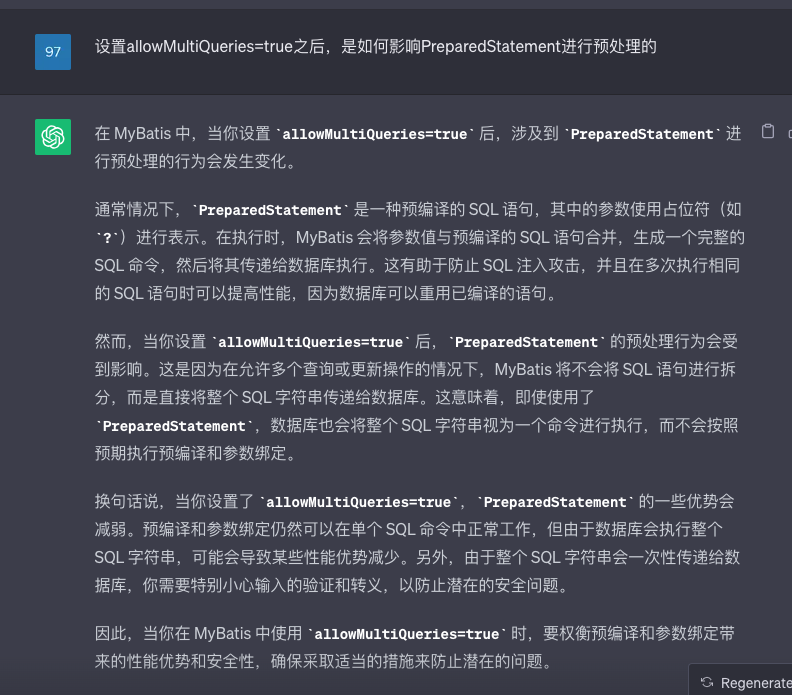 97
设置allowMultiQueries=true之后，是如何影响PreparedStatement进行预处理的
在 MyBatis 中，当你设置 `allowMultiQueries=true` 后，涉及到 `PreparedStatement` 进
行预处理的行为会发生变化。
通常情况下，`PreparedStatement` 是一种预编译的 SQL 语句，其中的参数使用占位符（如
`?`）进行表示。在执行时，MyBatis 会将参数值与预编译的 SQL 语句合并，生成一个完整的
SQL 命令，然后将其传递给数据库执行。这有助于防止 SQL 注入攻击，并且在多次执行相同
的 SQL 语句时可以提高性能，因为数据库可以重用已编译的语句。
然而，当你设置 `allowMultiQueries=true` 后，`PreparedStatement` 的预处理行为会受
到影响。这是因为在允许多个查询或更新操作的情况下，MyBatis 将不会将 SQL 语句进行拆
分，而是直接将整个 SQL 字符串传递给数据库。这意味着，即使使用了
`PreparedStatement`，数据库也会将整个 SQL 字符串视为一个命令进行执行，而不会按照
预期执行预编译和参数绑定。
换句话说，当你设置了 `allowMultiQueries=true`，`PreparedStatement` 的一些优势会
减弱。预编译和参数绑定仍然可以在单个 SQL 命令中正常工作，但由于数据库会执行整个
SQL 字符串，可能会导致某些性能优势减少。另外，由于整个 SQL 字符串会一次性传递给数
据库，你需要特别小心输入的验证和转义，以防止潜在的安全问题。
因此，当你在 MyBatis 中使用 `allowMultiQueries=true` 时，要权衡预编译和参数绑定带
来的性能优势和安全性，确保采取适当的措施来防止潜在的问题。
Regenerate